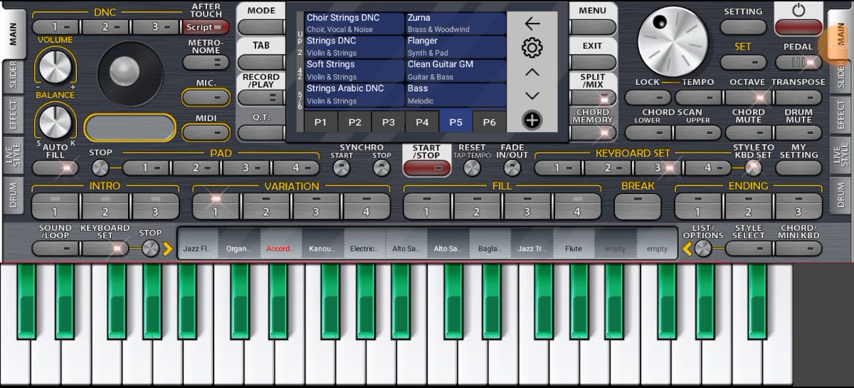 DNC
AFTER TOUCH
MODE
MENU
SETTING
1 2 3 Script
VOLUME
METRO-NOME
TAB
EXIT
SET
PEDAL
- +
MIC.
RECORD /PLAY
SPLIT /MIX
LOCK TEMPO OCTAVE TRANSPOSE
BALANCE
MIDI
O.T.
CHORD MEMORY
CHORD SCAN
LOWER UPPER
CHORD MUTE
DRUM MUTE
S K
Choir Strings DNC
Choir, Vocal & Noise
Zurna
Brass & Woodwind
Strings DNC
Violin & Strings
Flanger
Synth & Pad
Soft Strings
Violin & Strings
Clean Guitar GM
Guitar & Bass
Strings Arabic DNC
Violin & Strings
Bass
Melodic
P1 P2 P3 P4 P5 P6
AUTO FILL
STOP
PAD
1 2 3 4
SYNCHRO
START STOP
START /STOP
RESET
TAP TEMPO
FADE IN/OUT
KEYBOARD SET
1 2 3 4
STYLE TO KBD SET
MY SETTING
INTRO
1 2 3
VARIATION
1 2 3 4
FILL
1 2 3 4
BREAK
ENDING
1 2 3
SOUND /LOOP
KEYBOARD SET
STOP
Jazz Fl.. Organ.. Accord.. Kanou.. Electric.. Alto Sa.. Alto Sa.. Bagla.. Jazz Tr.. Flute empty empty
LIST/ OPTIONS
STYLE SELECT
CHORD/ MINI KBD
MAIN
SLIDER
EFFECT
LIVE STYLE
DRUM
MAIN
SLIDER
EFFECT
LIVE STYLE
DRUM